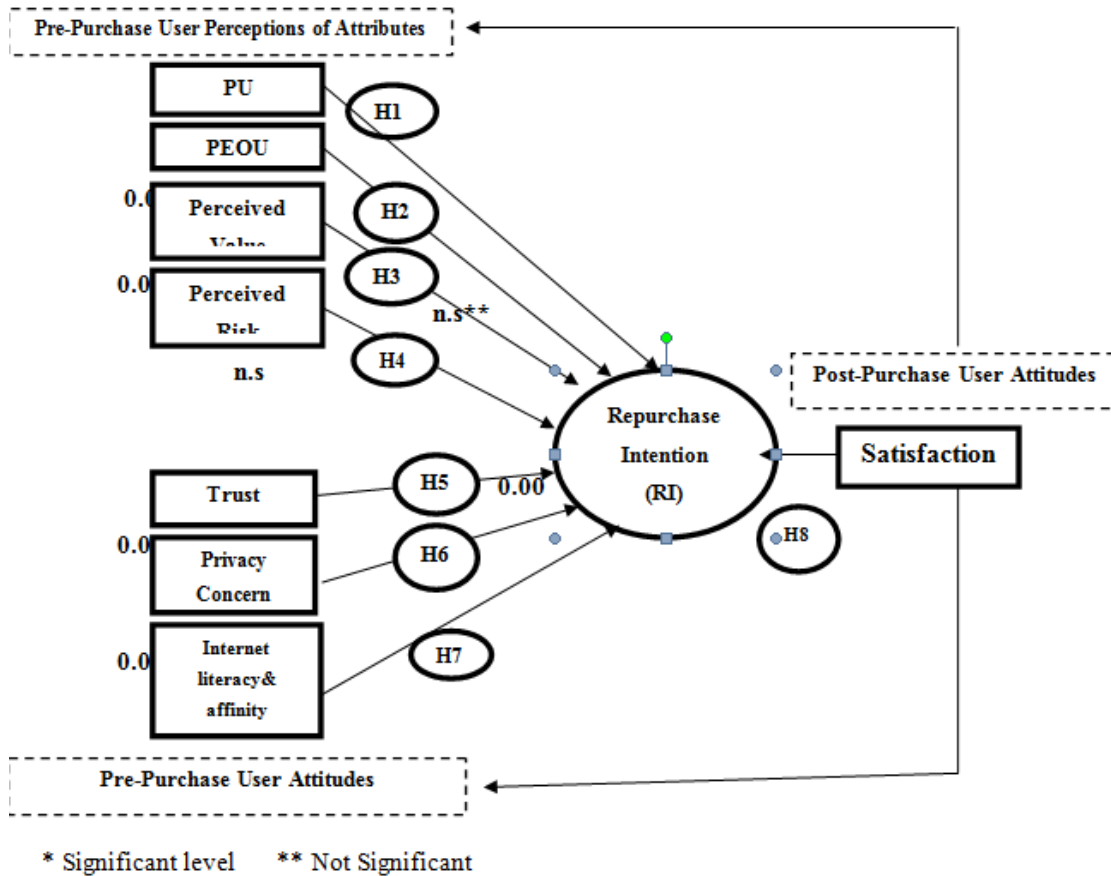 Pre-Purchase User Perceptions of Attributes
PU
H1
PEOU
0.0
Perceived
Value
H2
0.0
Perceived
Risk
H3
n.s**
n.s
H4
Post-Purchase User Attitudes
Repurchase
Intention
(RI)
Satisfaction
Trust
H5
0.00
H8
0.0
Privacy
Concern
H6
0.0
Internet
literacy&
affinity
H7
Pre-Purchase User Attitudes
* Significant level ** Not Significant